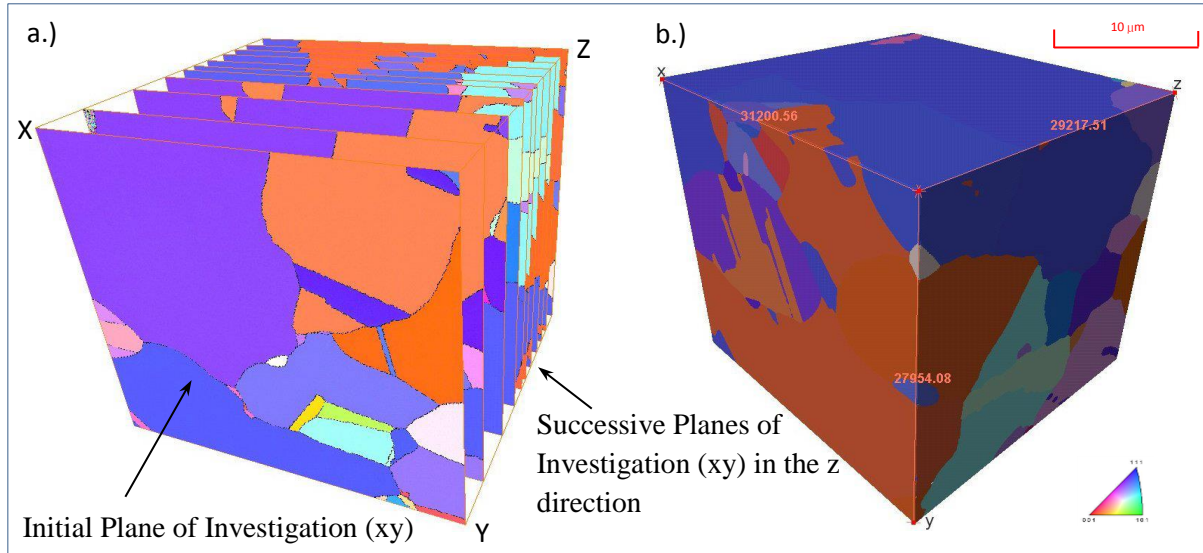 a.)
Z
X
Y
Initial Plane of Investigation (xy)
Successive Planes of
Investigation (xy) in the z
direction
b.)
10 μm
x
z
31200.56
29217.51
27954.08
y
111
001
101